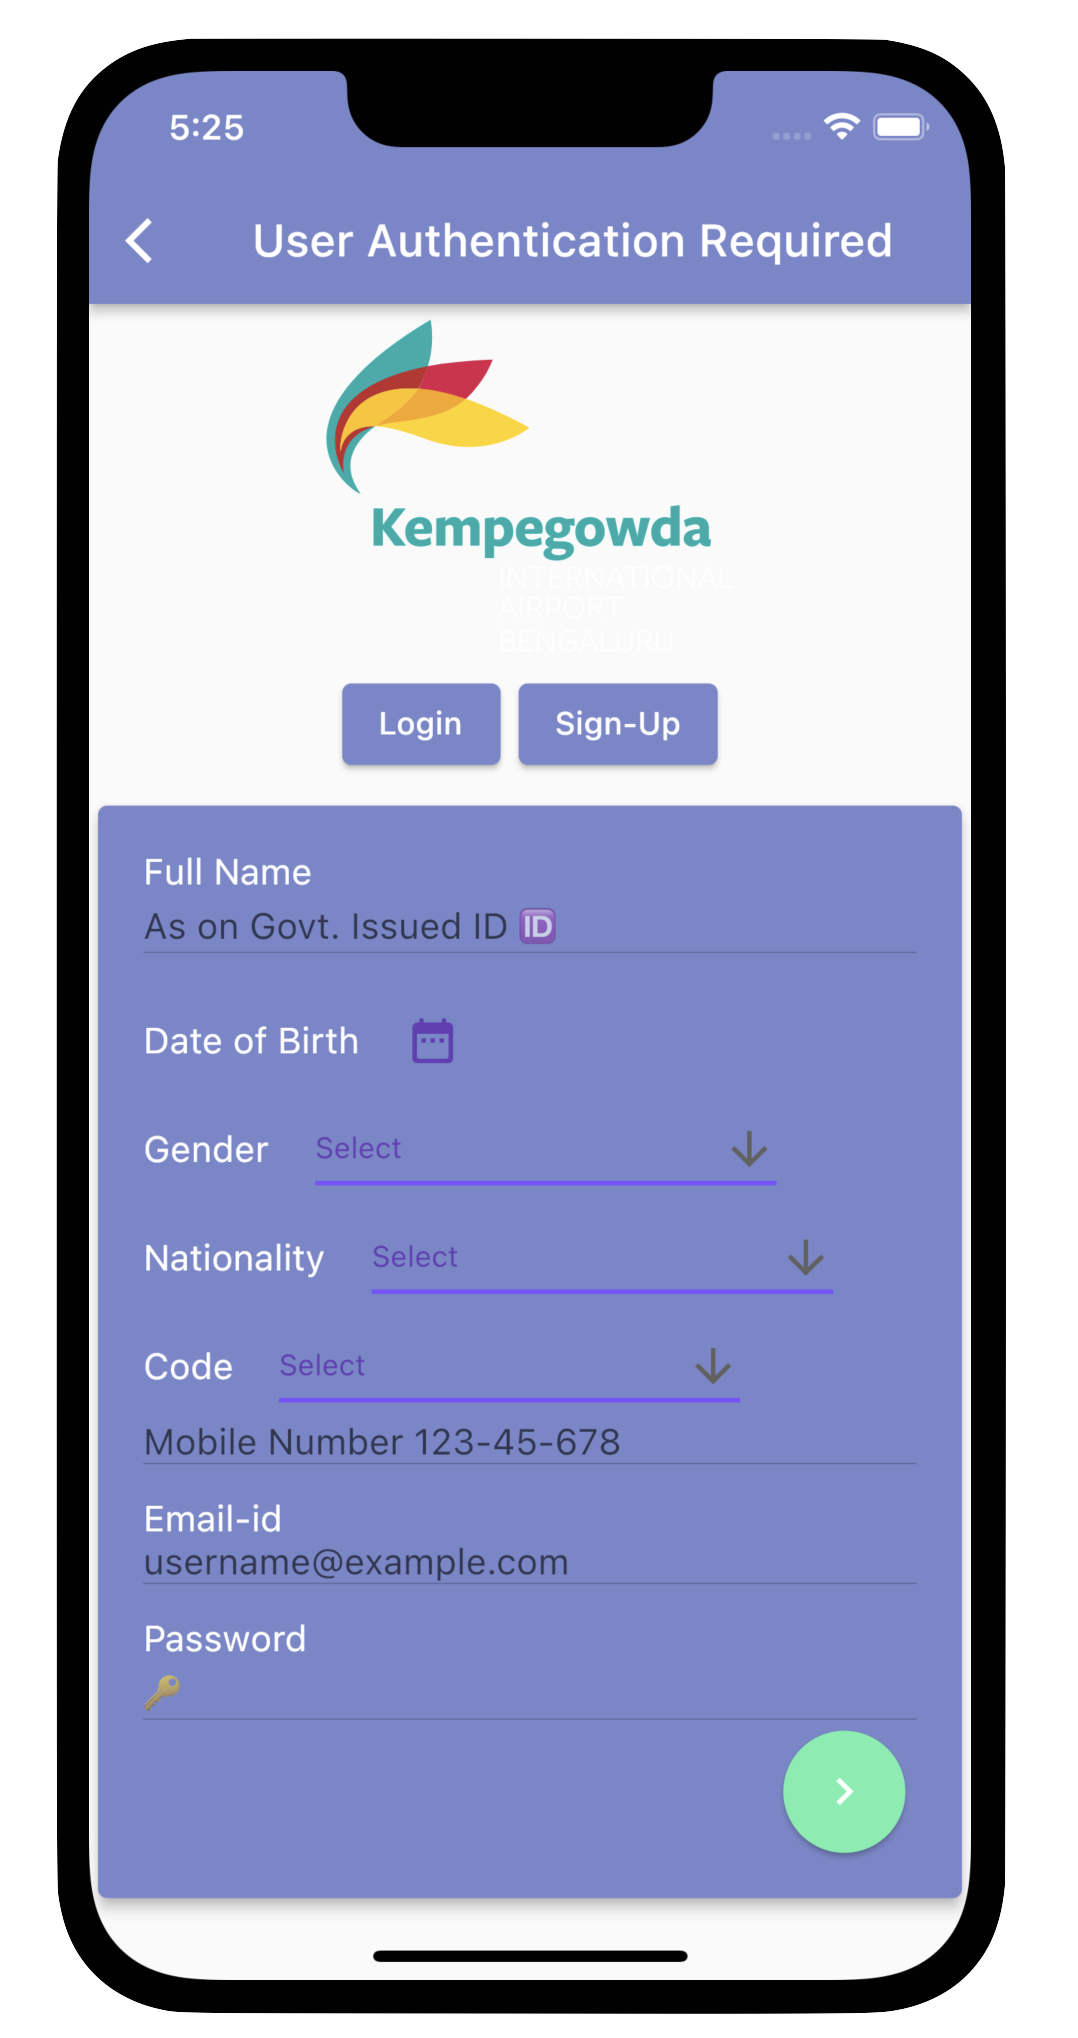 5:25
User Authentication Required
Kempegowda
INTERNATIONAL
AIRPORT
BENGALURU
Login Sign-Up
Full Name
As on Govt. Issued ID 🆔
Date of Birth
Gender Select
Nationality Select
Code Select
Mobile Number 123-45-678
Email-id
username@example.com
Password